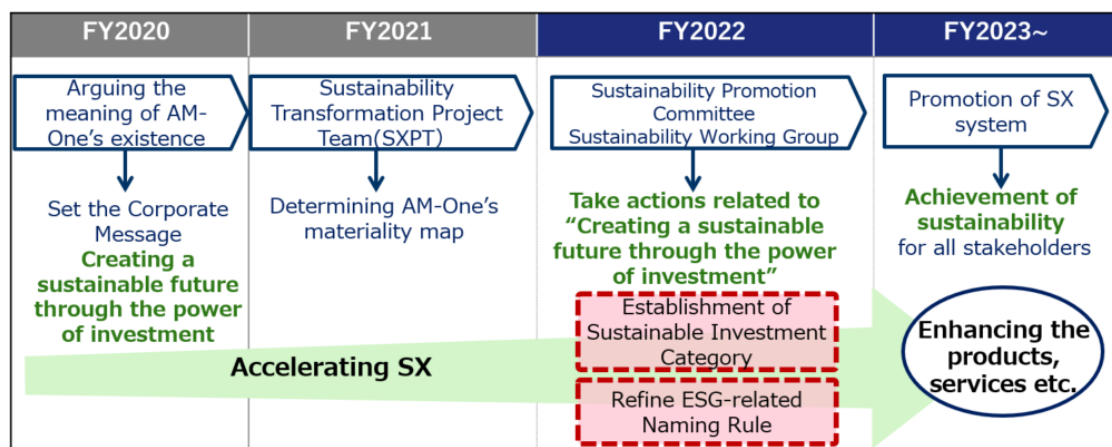 FY2020
FY2021
FY2022
FY2023~
Arguing the
meaning of AM-
One's existence
Sustainability
Transformation Project
Team(SXPT)
Sustainability Promotion
Committee
Sustainability Working Group
Promotion of SX
system
Set the Corporate
Message
Creating a
sustainable future
through the power
of investment
Determining AM-One's
materiality map
Take actions related to
“Creating a sustainable
future through the power
of investment”
Achievement of
sustainability
for all stakeholders
Accelerating SX
Establishment of
Sustainable Investment
Category
Refine ESG-related
Naming Rule
Enhancing the
products,
services etc.